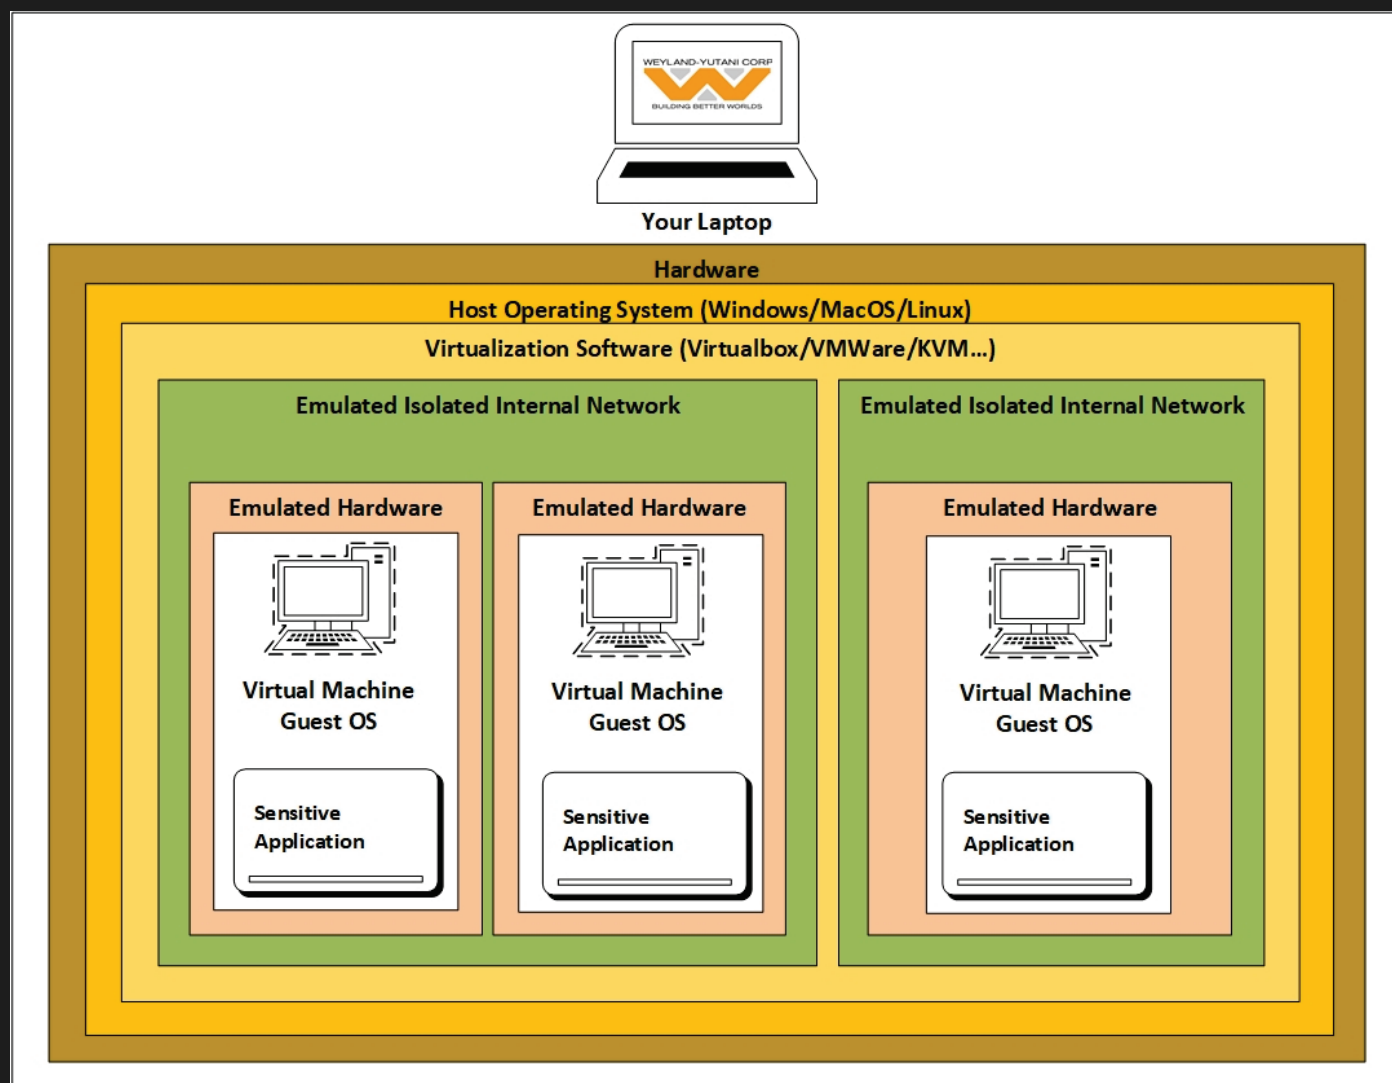 WEYLAND-YUTANI CORP
BUILDING BETTER WORLDS
Your Laptop
Hardware
Host Operating System (Windows/MacOS/Linux)
Virtualization Software (Virtualbox/VMWare/KVM...)
Emulated Isolated Internal Network
Emulated Hardware
Virtual Machine
Guest OS
Sensitive
Application
Emulated Hardware
Virtual Machine
Guest OS
Sensitive
Application
Emulated Isolated Internal Network
Emulated Hardware
Virtual Machine
Guest OS
Sensitive
Application